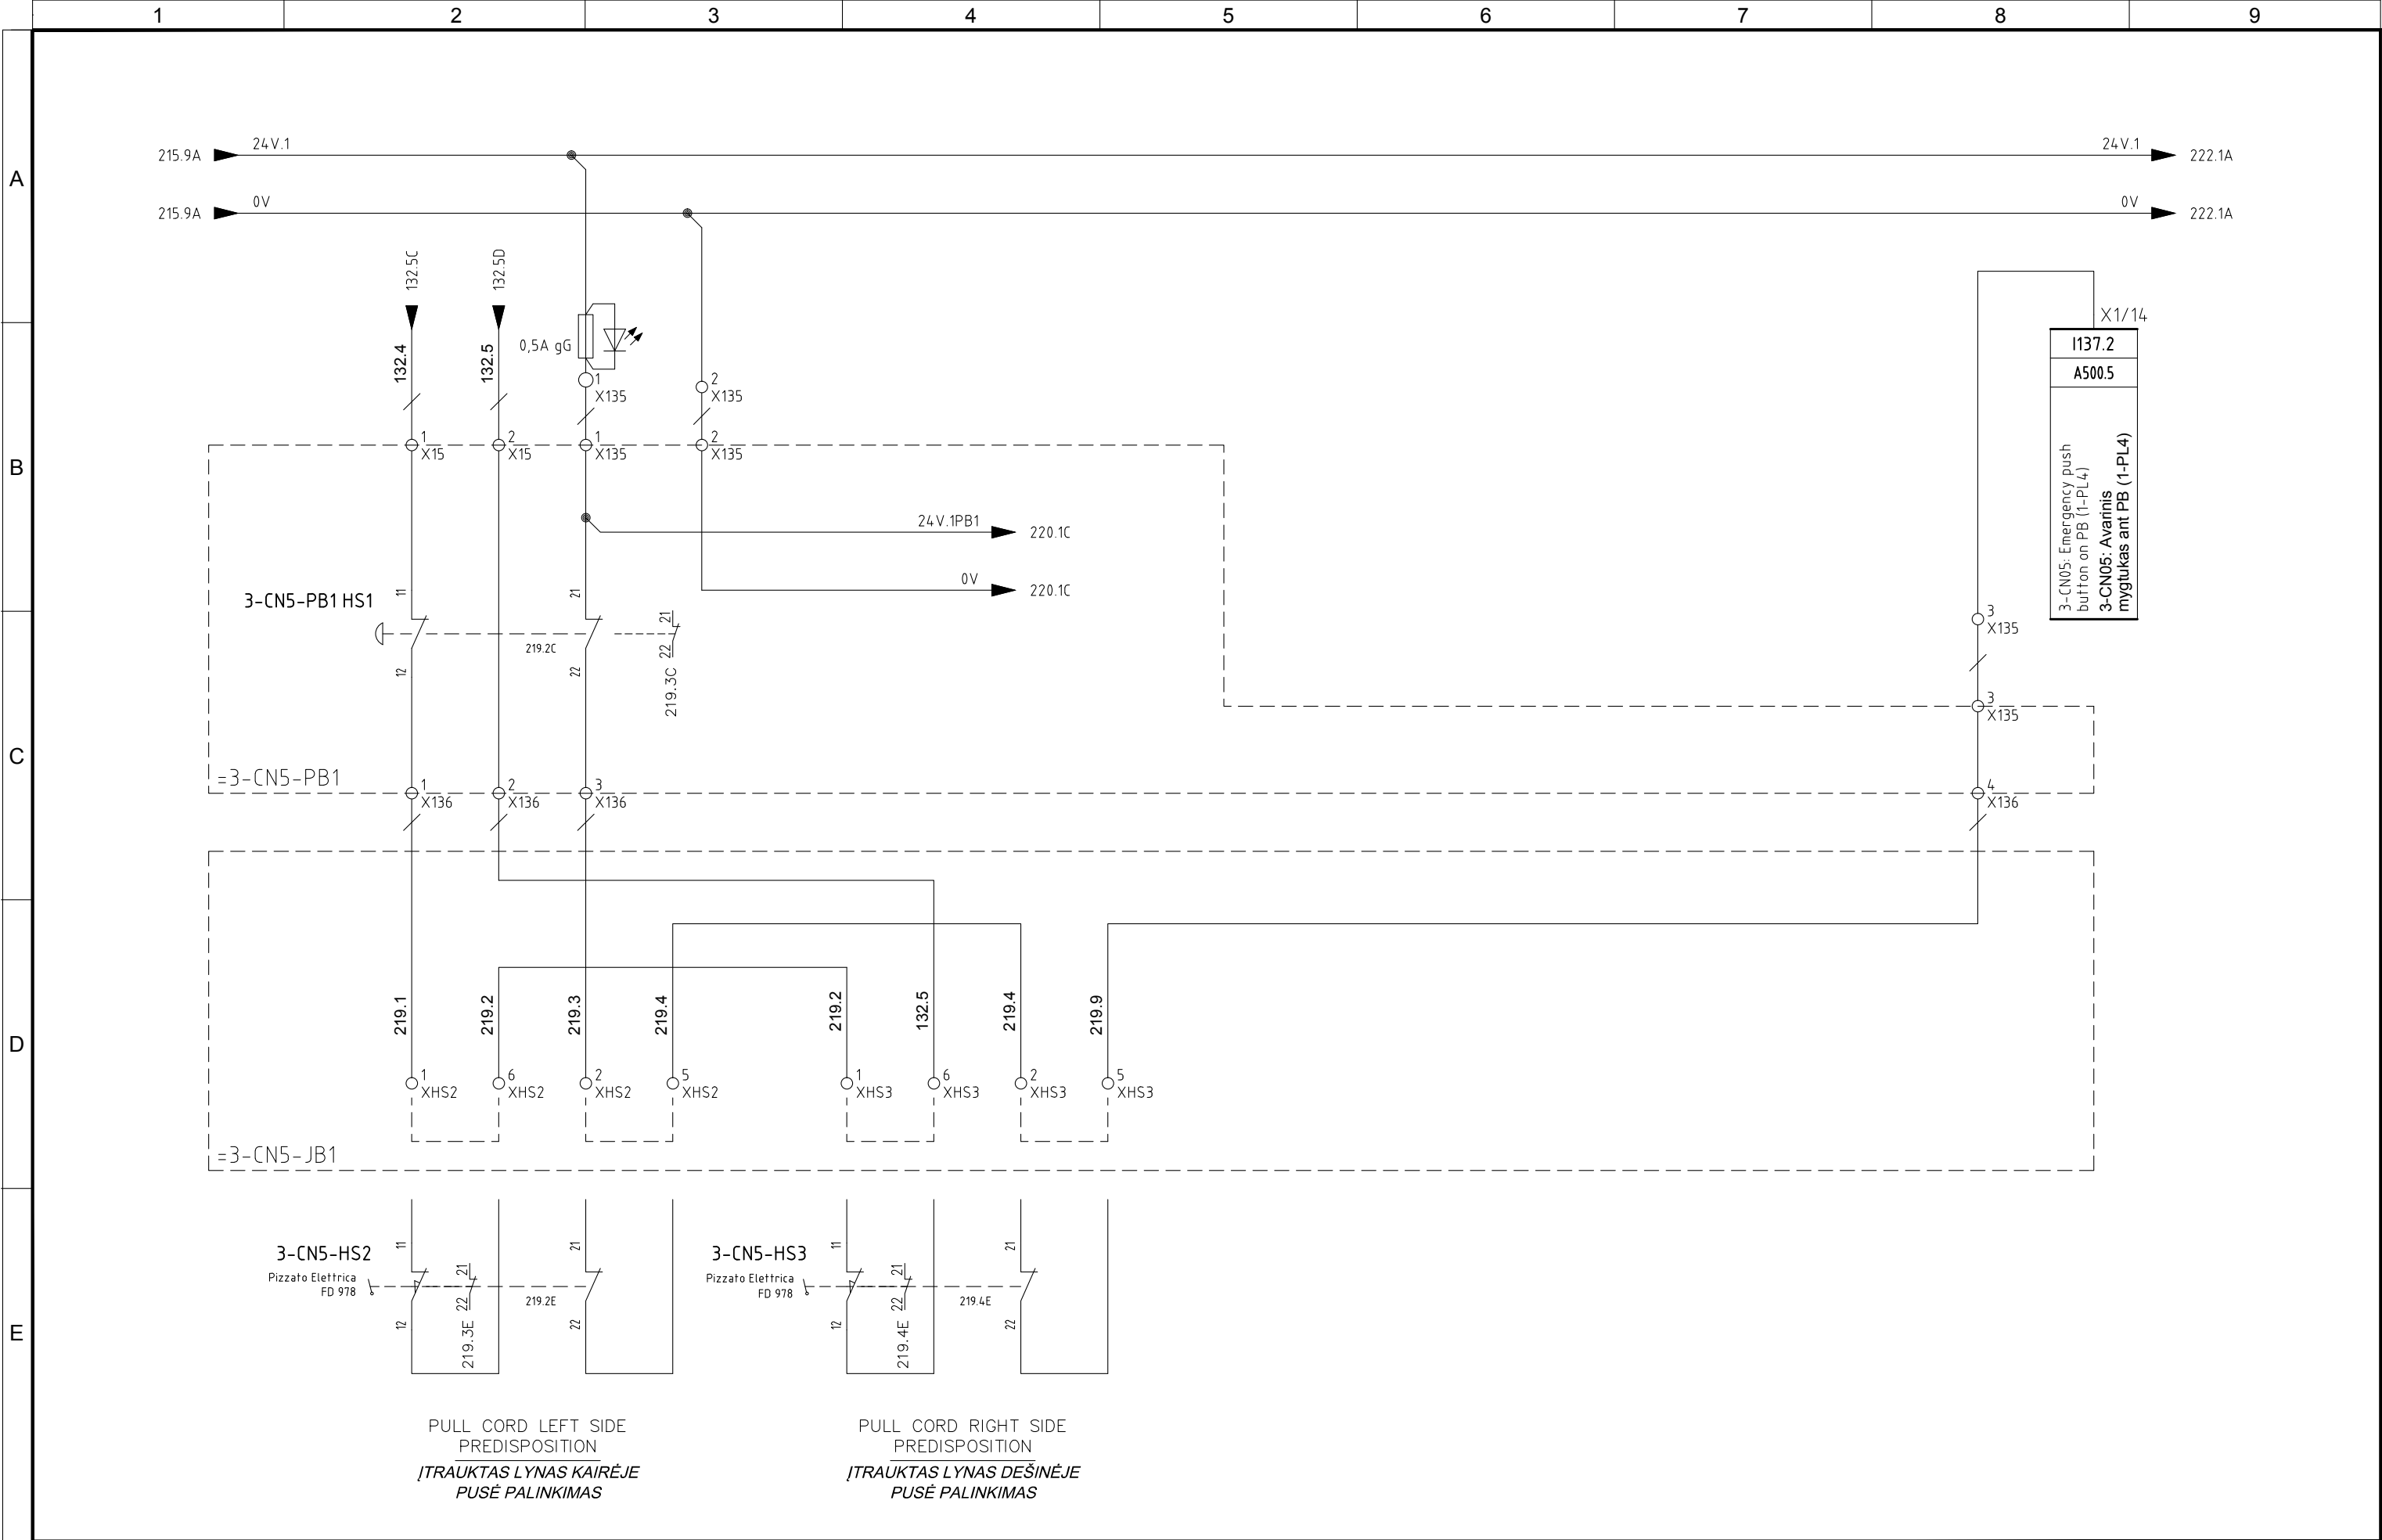 1 2 3 4 5 6 7 8 9
A
215.9A 24V.1 24V.1 222.1A
215.9A 0V 0V 222.1A
132.5C 132.5D
X1/14
132.4 132.5 0,5A gG I137.2
A500.5
1 X135 2 X135
B
1 X15 2 X15 1 X135 2 X135
3-CN05: Emergency push
button on PB (1-PL4)
3-CN05: Avarinis
mygtukas ant PB (1-PL4)
24V.1PB1 220.1C
0V 220.1C
3-CN5-PB1 HS1 11 21
21
3 X135
219.2C
22
12 22 219.3C
3 X135
C
=3-CN5-PB1
1 X136 2 X136 3 X136 4 X136
219.1 219.2 219.3 219.4 219.2 132.5 219.4 219.9
D
1 XHS2 6 XHS2 2 XHS2 5 XHS2 1 XHS3 6 XHS3 2 XHS3 5 XHS3
=3-CN5-JB1
3-CN5-HS2 11 21 3-CN5-HS3 11 21
Pizzato Elettrica 21 Pizzato Elettrica 21
FD 978 22 219.2E FD 978 22 219.4E
12 219.3E 22 12 219.4E 22
E
PULL CORD LEFT SIDE
PREDISPOSITION
ĮTRAUKTAS LYNAS KAIRĖJE
PUSĖ PALINKIMAS
PULL CORD RIGHT SIDE
PREDISPOSITION
ĮTRAUKTAS LYNAS DEŠINĖJE
PUSĖ PALINKIMAS